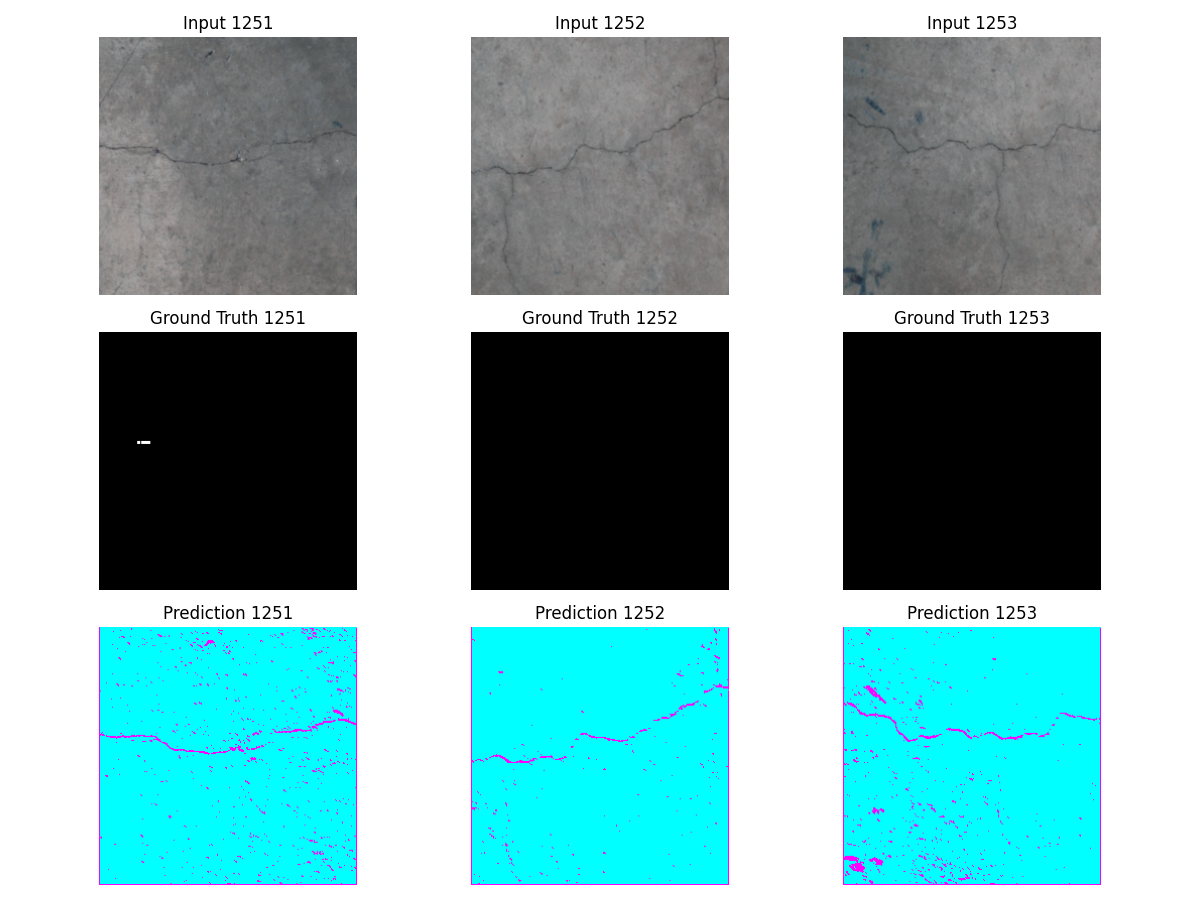 Input 1251
Input 1252
Input 1253
Ground Truth 1251
Ground Truth 1252
Ground Truth 1253
Prediction 1251
Prediction 1252
Prediction 1253